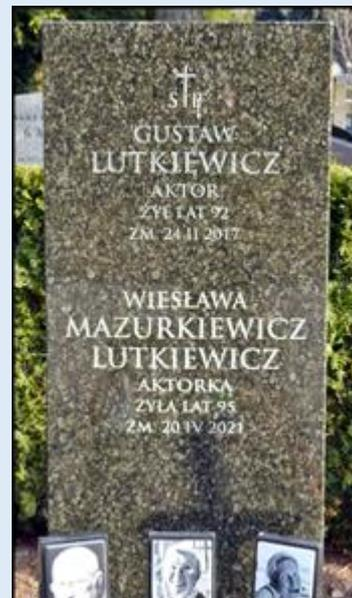 Ś P
GUSTAW
LUTKIEWICZ
AKTOR
ŻYŁ LAT 92
ZM. 24 II 2017
WIESŁAWA
MAZURKIEWICZ
LUTKIEWICZ
AKTORKA
ŻYŁA LAT 95
ZM. 20 IV 2021